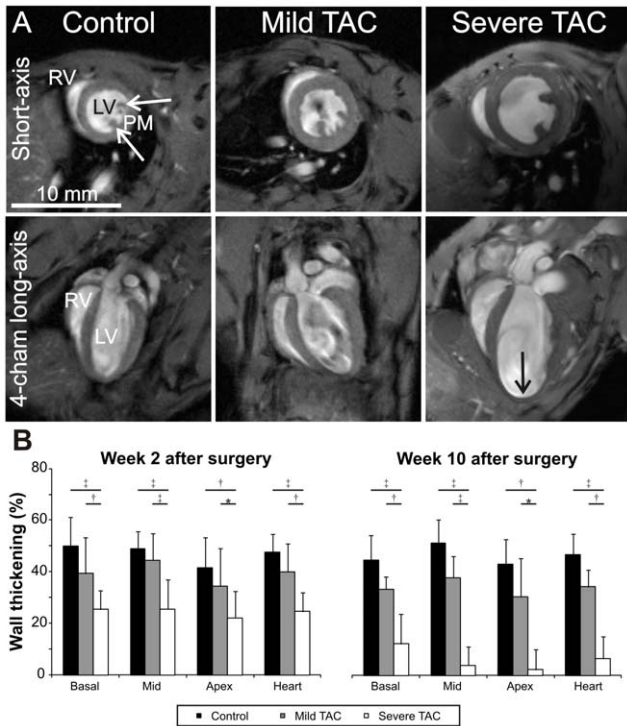 A
Control
Mild TAC
Severe TAC
Short-axis
RV
LV
PM
10 mm
4-cham long-axis
RV
LV
B
Week 2 after surgery
Week 10 after surgery
Wall thickening (%)
80
60
40
20
0
‡ ‡ † ‡ ‡ ‡ † ‡
† ‡ * † † ‡ * †
Basal Mid Apex Heart Basal Mid Apex Heart
Control Mild TAC Severe TAC